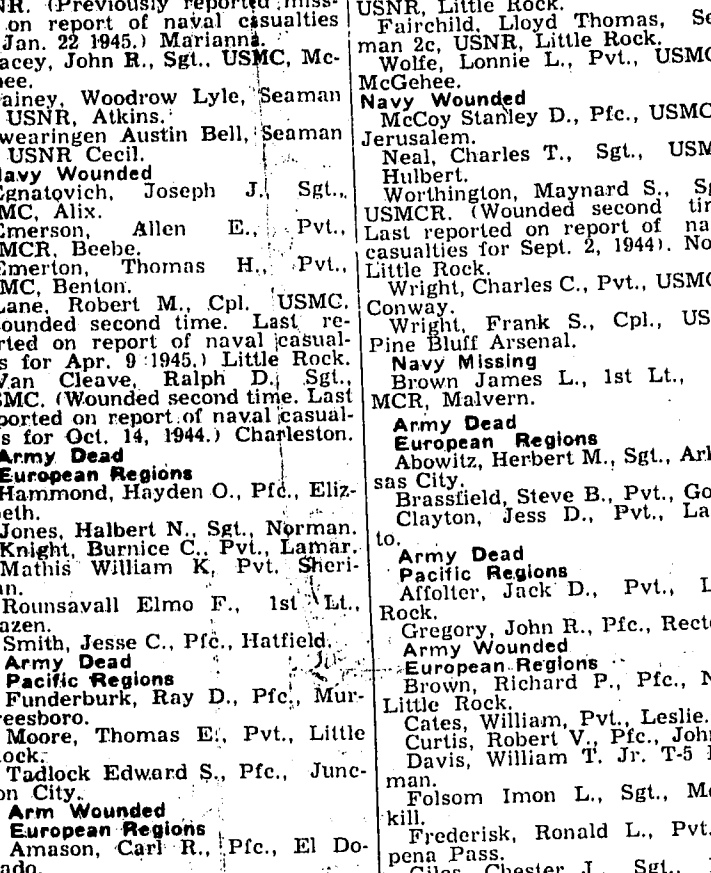 NR. (Previously reported miss-
on report of naval casualties
Jan. 22 1945.) Marianna.
acey, John R., Sgt., USMC, Mc-
ee.
ainey, Woodrow Lyle, Seaman
USNR, Atkins.
wearingen Austin Bell, Seaman
USNR Cecil.
avy Wounded
Egnatovich, Joseph J., Sgt.,
MC, Alix.
Emerson, Allen E., Pvt.,
MCR, Beebe.
Emerton, Thomas H., Pvt.,
MC, Benton.
Lane, Robert M., Cpl. USMC.
ounded second time. Last re-
rted on report of naval casual-
s for Apr. 9 1945.) Little Rock.
Van Cleave, Ralph D., Sgt.,
SMC. (Wounded second time. Last
ported on report of naval casual-
s for Oct. 14, 1944.) Charleston.
Army Dead
European Regions
Hammond, Hayden O., Pfc., Eliz-
eth.
Jones, Halbert N., Sgt., Norman.
Knight, Burnice C., Pvt., Lamar.
Mathis William K, Pvt. Sheri-
an.
Rounsavall Elmo F., 1st Lt.,
azen.
Smith, Jesse C., Pfc., Hatfield.
Army Dead
Pacific Regions
Funderburk, Ray D., Pfc., Mur-
reesboro.
Moore, Thomas E., Pvt., Little
ock.
Tadlock Edward S., Pfc., Junc-
on City.
Arm Wounded
European Regions
Amason, Carl R., Pfc., El Do-
ado.
USNR, Little Rock.
Fairchild, Lloyd Thomas, Se
man 2c, USNR, Little Rock.
Wolfe, Lonnie L., Pvt., USMC
McGehee.
Navy Wounded
McCoy Stanley D., Pfc., USMC
Jerusalem.
Neal, Charles T., Sgt., USM
Hulbert.
Worthington, Maynard S., Sg
USMCR. (Wounded second tir
Last reported on report of na
casualties for Sept. 2, 1944). No
Little Rock.
Wright, Charles C., Pvt., USMC
Conway.
Wright, Frank S., Cpl., US
Pine Bluff Arsenal.
Navy Missing
Brown James L., 1st Lt.,
MCR, Malvern.
Army Dead
European Regions
Abowitz, Herbert M., Sgt., Ark
sas City.
Brassfield, Steve B., Pvt., Go
Clayton, Jess D., Pvt., La
to.
Army Dead
Pacific Regions
Affolter, Jack D., Pvt., L
Rock.
Gregory, John R., Pfc., Recto
Army Wounded
European Regions
Brown, Richard P., Pfc., N
Little Rock.
Cates, William, Pvt., Leslie.
Curtis, Robert V., Pfc., John
Davis, William T. Jr. T-5
man.
Folsom Imon L., Sgt., Mc
kill.
Frederisk, Ronald L., Pvt.
pena Pass.
Giles, Chester J., Sgt.,